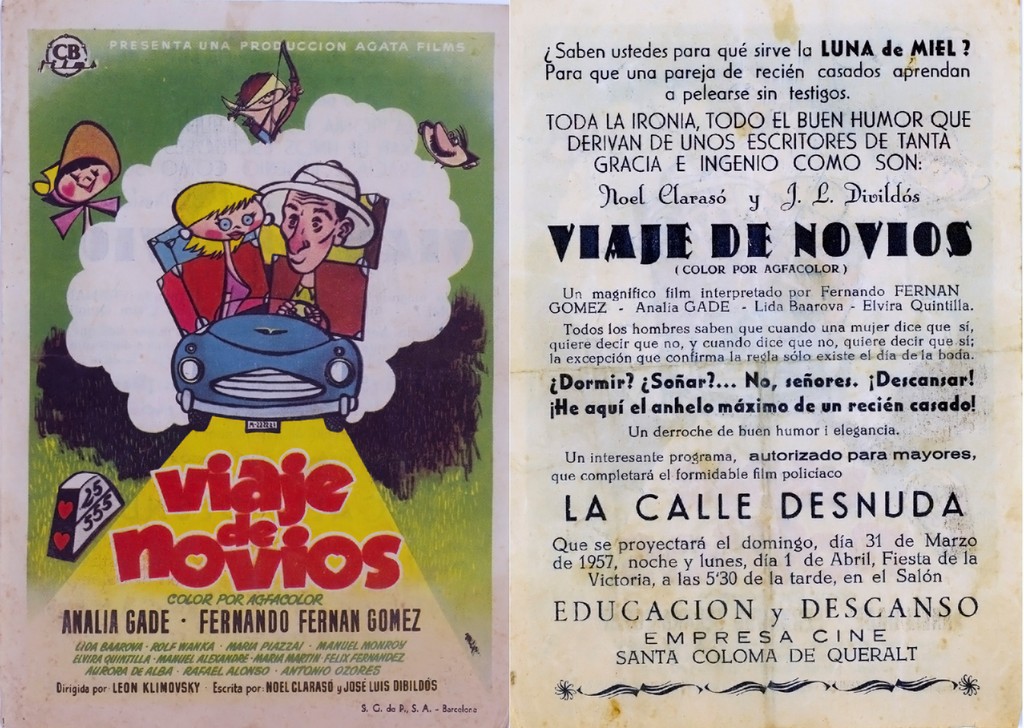 CB
PRESENTA UNA PRODUCCION AGATA FILMS
25
555
viaje
de
novios
COLOR POR AGFACOLOR
ANALIA GADE · FERNANDO FERNAN GOMEZ
LIDA BAAROVA · ROLF WANKA · MARIA PIAZZAI · MANUEL MONROY
ELVIRA QUINTILLA · MANUEL ALEXANDRE · MARIA MARTIN · FELIX FERNANDEZ
AURORA DE ALBA · RAFAEL ALONSO · ANTONIO OZORES
Dirigida por: LEON KLIMOVSKY · Escrita por: NOEL CLARASÓ y JOSÉ LUIS DIBILDÓS
S. G. de P., S. A. - Barcelona
¿Saben ustedes para qué sirve la LUNA de MIEL?
Para que una pareja de recién casados aprendan
a pelearse sin testigos.
TODA LA IRONIA, TODO EL BUEN HUMOR QUE
DERIVAN DE UNOS ESCRITORES DE TANTA
GRACIA E INGENIO COMO SON:
Noel Clarasó y J. L. Divildós
VIAJE DE NOVIOS
(COLOR POR AGFACOLOR)
Un magnífico film interpretado por Fernando FERNAN
GOMEZ - Analia GADE - Lida Baarova - Elvira Quintilla.
Todos los hombres saben que cuando una mujer dice que sí,
quiere decir que no, y cuando dice que no, quiere decir que sí;
la excepción que confirma la regla sólo existe el día de la boda.
¿Dormir? ¿Soñar?... No, señores. ¡Descansar!
¡He aquí el anhelo máximo de un recién casado!
Un derroche de buen humor i elegancia.
Un interesante programa, autorizado para mayores,
que completará el formidable film policíaco
LA CALLE DESNUDA
Que se proyectará el domingo, día 31 de Marzo
de 1957, noche y lunes, día 1 de Abril, Fiesta de la
Victoria, a las 5'30 de la tarde, en el Salón
EDUCACION y DESCANSO
EMPRESA CINE
SANTA COLOMA DE QUERALT